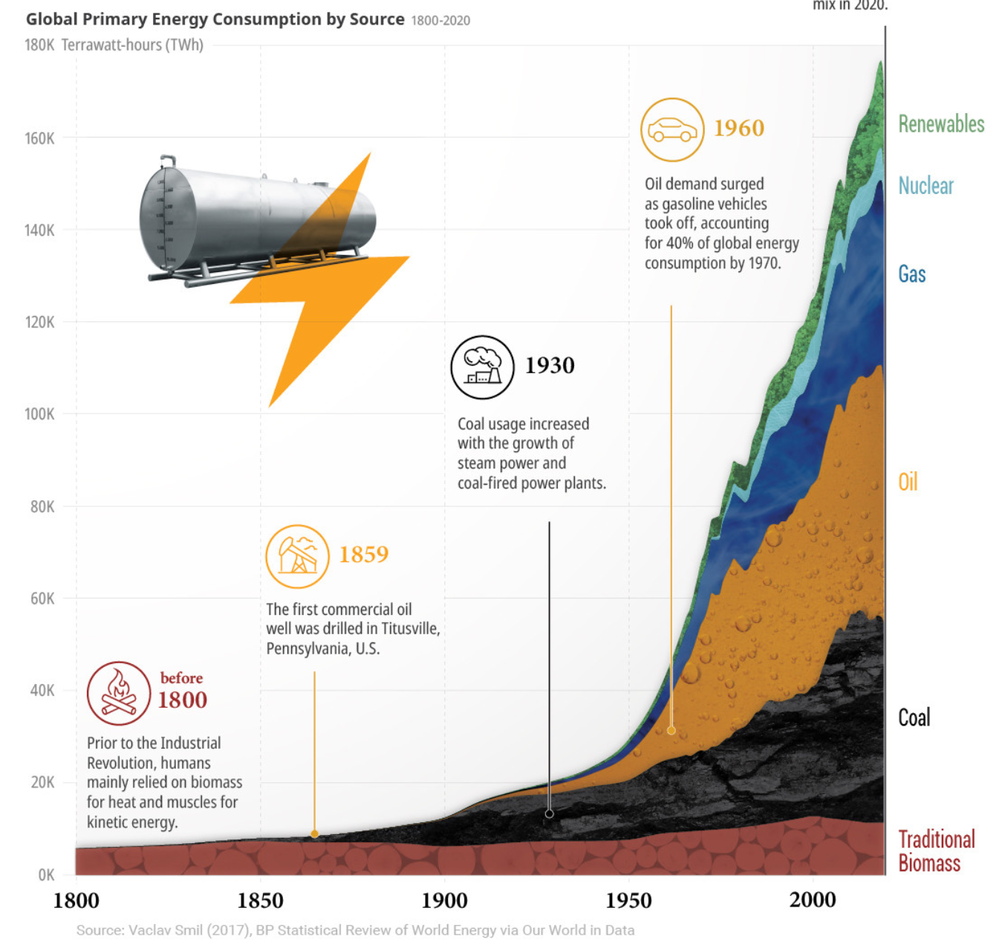 mix in 2020.
Global Primary Energy Consumption by Source 1800-2020
180K Terrawatt-hours (TWh)
160K
140K
120K
100K
80K
60K
40K
20K
0K
before
1800
Prior to the Industrial
Revolution, humans
mainly relied on biomass
for heat and muscles for
kinetic energy.
1859
The first commercial oil
well was drilled in Titusville,
Pennsylvania, U.S.
1930
Coal usage increased
with the growth of
steam power and
coal-fired power plants.
1960
Oil demand surged
as gasoline vehicles
took off, accounting
for 40% of global energy
consumption by 1970.
Renewables
Nuclear
Gas
Oil
Coal
Traditional
Biomass
1800 1850 1900 1950 2000
Source: Vaclav Smil (2017), BP Statistical Review of World Energy via Our World in Data